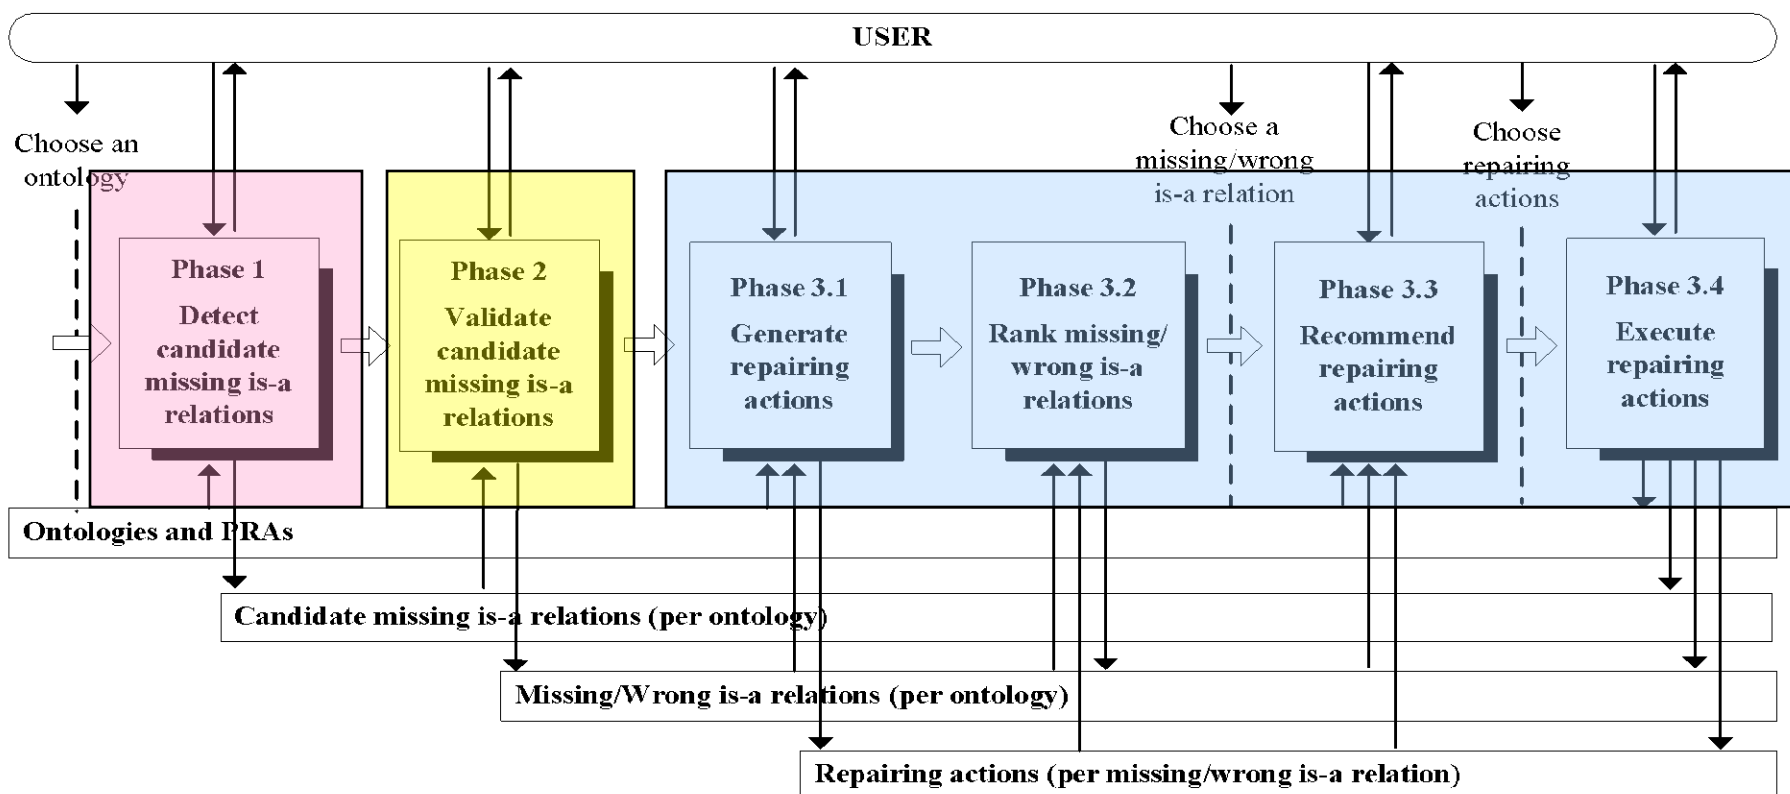 USER
Choose an
ontology
Choose a
missing/wrong
is-a relation
Choose
repairing
actions
Phase 1
Detect
candidate
missing is-a
relations
Phase 2
Validate
candidate
missing is-a
relations
Phase 3.1
Generate
repairing
actions
Phase 3.2
Rank missing/
wrong is-a
relations
Phase 3.3
Recommend
repairing
actions
Phase 3.4
Execute
repairing
actions
Ontologies and PRAs
Candidate missing is-a relations (per ontology)
Missing/Wrong is-a relations (per ontology)
Repairing actions (per missing/wrong is-a relation)